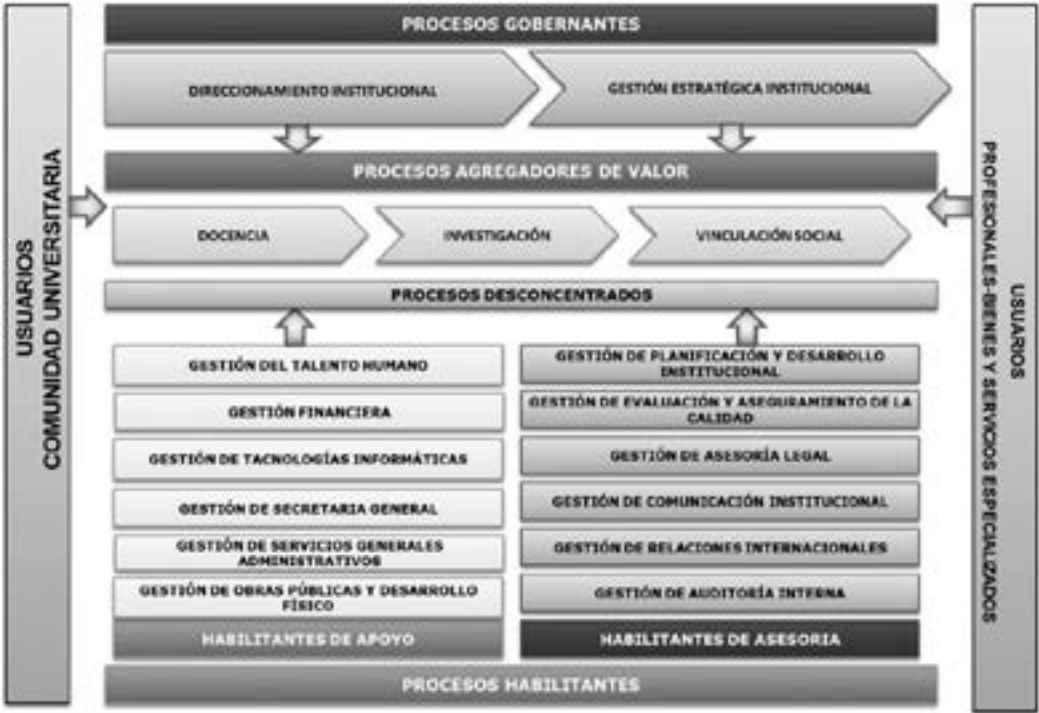 USUARIOS
COMUNIDAD UNIVERSITARIA
PROCESOS GOBERNANTES
DIRECCIONAMIENTO INSTITUCIONAL
GESTIÓN ESTRATÉGICA INSTITUCIONAL
PROCESOS AGREGADORES DE VALOR
DOCENCIA
INVESTIGACIÓN
VINCULACIÓN SOCIAL
PROCESOS DESCONCENTRADOS
GESTIÓN DEL TALENTO HUMANO
GESTIÓN FINANCIERA
GESTIÓN DE TACNOLOGÍAS INFORMÁTICAS
GESTIÓN DE SECRETARIA GENERAL
GESTIÓN DE SERVICIOS GENERALES
ADMINISTRATIVOS
GESTIÓN DE OBRAS PÚBLICAS Y DESARROLLO
FÍSICO
HABILITANTES DE APOYO
GESTIÓN DE PLANIFICACIÓN Y DESARROLLO
INSTITUCIONAL
GESTIÓN DE EVALUACIÓN Y ASEGURAMIENTO DE LA
CALIDAD
GESTIÓN DE ASESORÍA LEGAL
GESTIÓN DE COMUNICACIÓN INSTITUCIONAL
GESTIÓN DE RELACIONES INTERNACIONALES
GESTIÓN DE AUDITORÍA INTERNA
HABILITANTES DE ASESORIA
PROCESOS HABILITANTES
USUARIOS
PROFESIONALES-BIENES Y SERVICIOS ESPECIALIZADOS